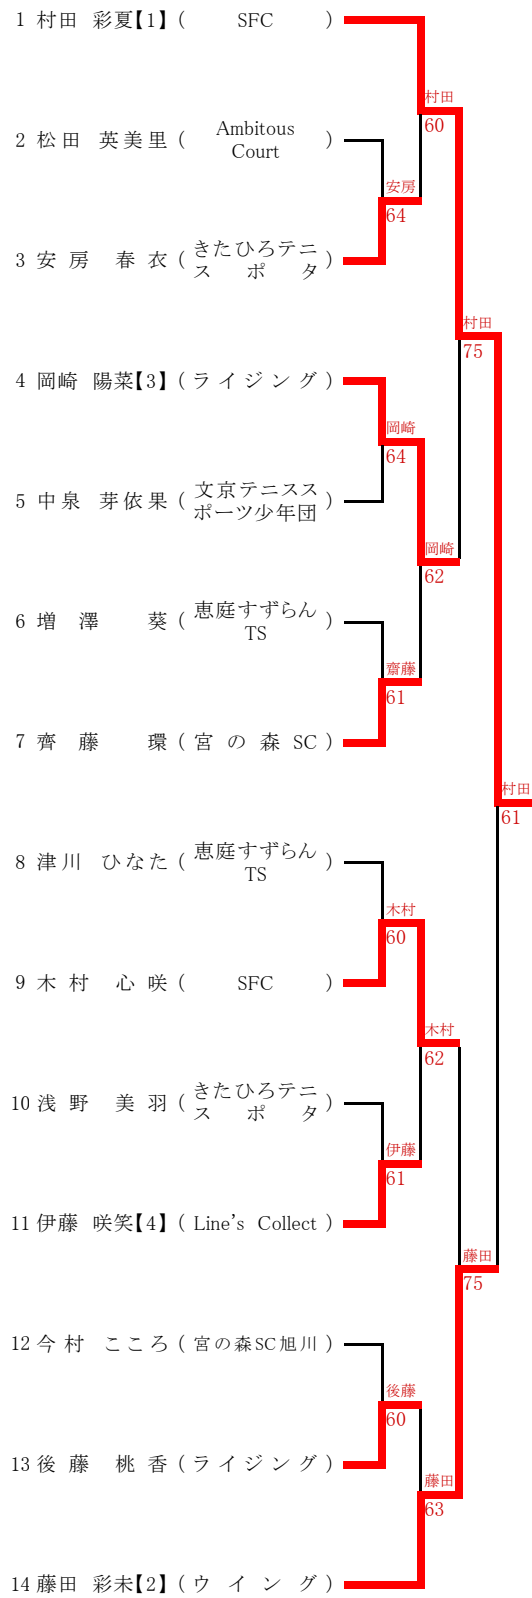 1 村田 彩夏【1】 ( SFC )
村田
60
2 松田 英美里 ( Ambitous Court )
安房
64
3 安房 春衣 ( きたひろテニスポタ )
村田
75
4 岡崎 陽菜【3】 ( ライジング )
岡崎
64
5 中泉 芽依果 ( 文京テニススポーツ少年団 )
岡崎
62
6 増澤 葵 ( 恵庭すずらん TS )
齋藤
61
7 齊藤 環 ( 宮の森 SC )
村田
61
8 津川 ひなた ( 恵庭すずらん TS )
木村
60
9 木村 心咲 ( SFC )
木村
62
10 浅野 美羽 ( きたひろテニスポタ )
伊藤
61
11 伊藤 咲笑【4】 ( Line's Collect )
藤田
75
12 今村 こころ ( 宮の森SC旭川 )
後藤
60
13 後藤 桃香 ( ライジング )
藤田
63
14 藤田 彩未【2】 ( ウイング )